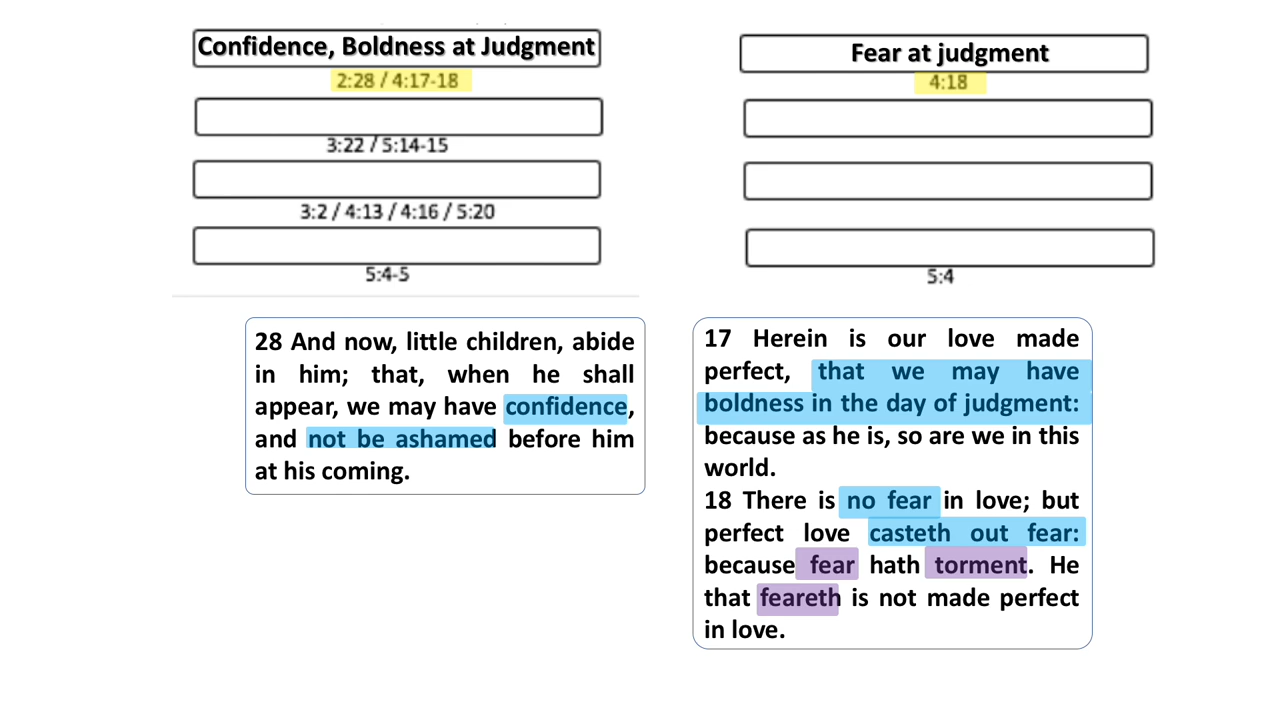 Confidence, Boldness at Judgment
2:28 / 4:17-18
3:22 / 5:14-15
3:2 / 4:13 / 4:16 / 5:20
5:4-5
Fear at judgment
4:18
5:4
28 And now, little children, abide
in him; that, when he shall
appear, we may have confidence,
and not be ashamed before him
at his coming.
17 Herein is our love made
perfect, that we may have
boldness in the day of judgment:
because as he is, so are we in this
world.
18 There is no fear in love; but
perfect love casteth out fear:
because fear hath torment. He
that feareth is not made perfect
in love.